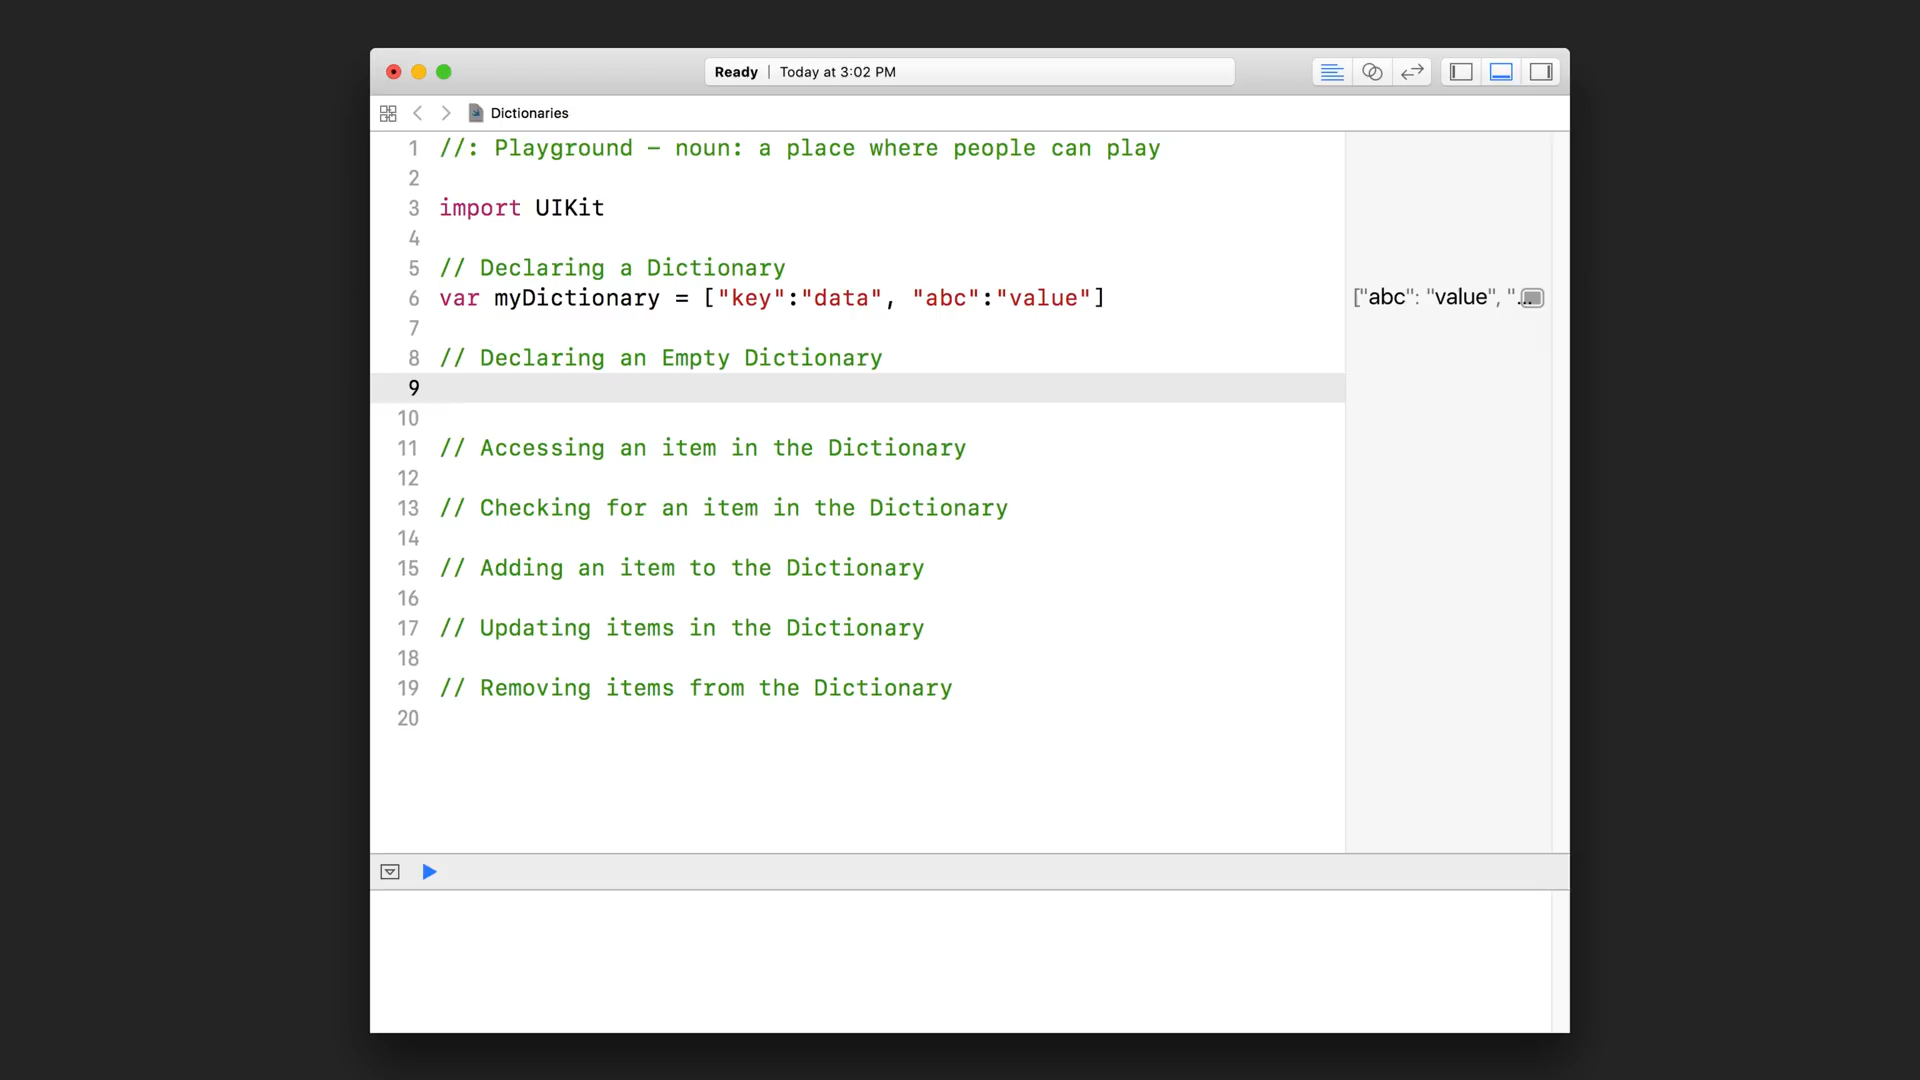 Ready | Today at 3:02 PM
Dictionaries
1 //: Playground – noun: a place where people can play
2
3 import UIKit
4
5 // Declaring a Dictionary
6 var myDictionary = ["key":"data", "abc":"value"]
["abc": "value", "...
7
8 // Declaring an Empty Dictionary
9
10
11 // Accessing an item in the Dictionary
12
13 // Checking for an item in the Dictionary
14
15 // Adding an item to the Dictionary
16
17 // Updating items in the Dictionary
18
19 // Removing items from the Dictionary
20